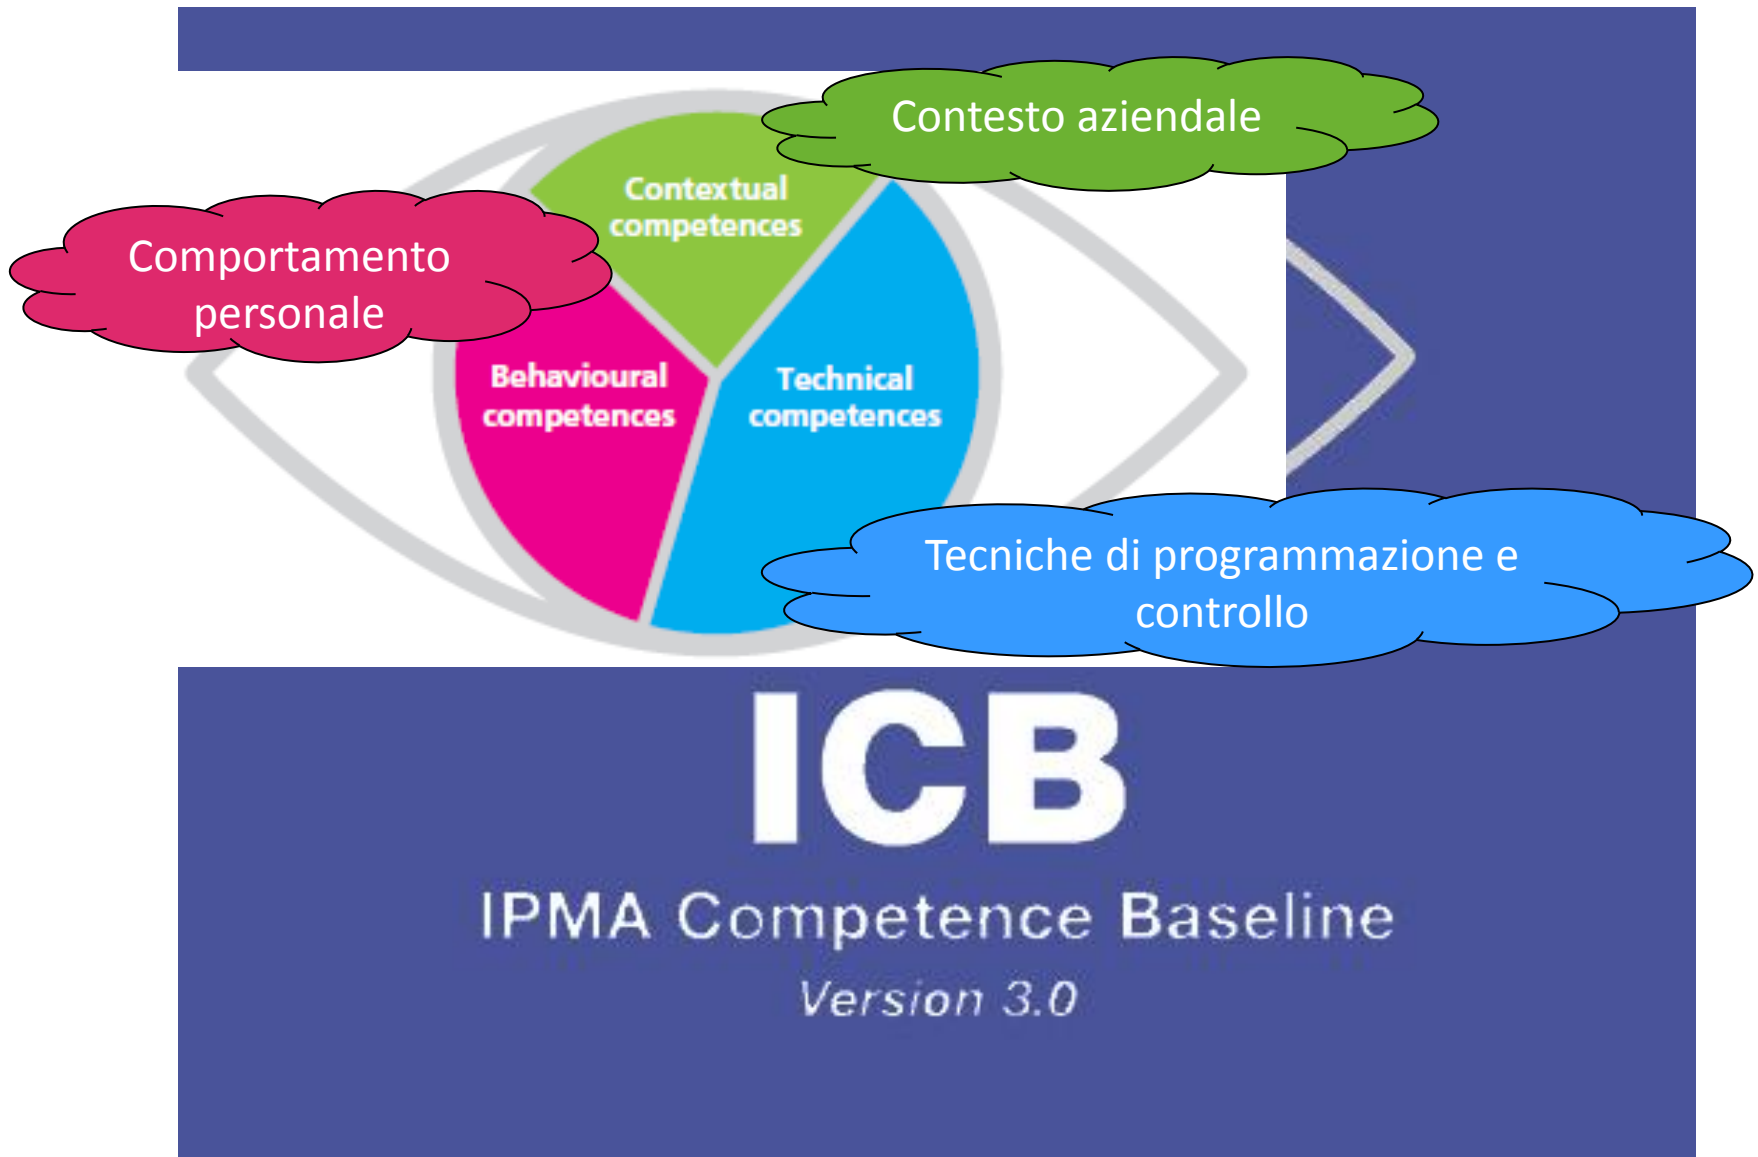 Contesto aziendale
Contextual
competences
Comportamento
personale
Behavioural
competences
Technical
competences
Tecniche di programmazione e
controllo
ICB
IPMA Competence Baseline
Version 3.0